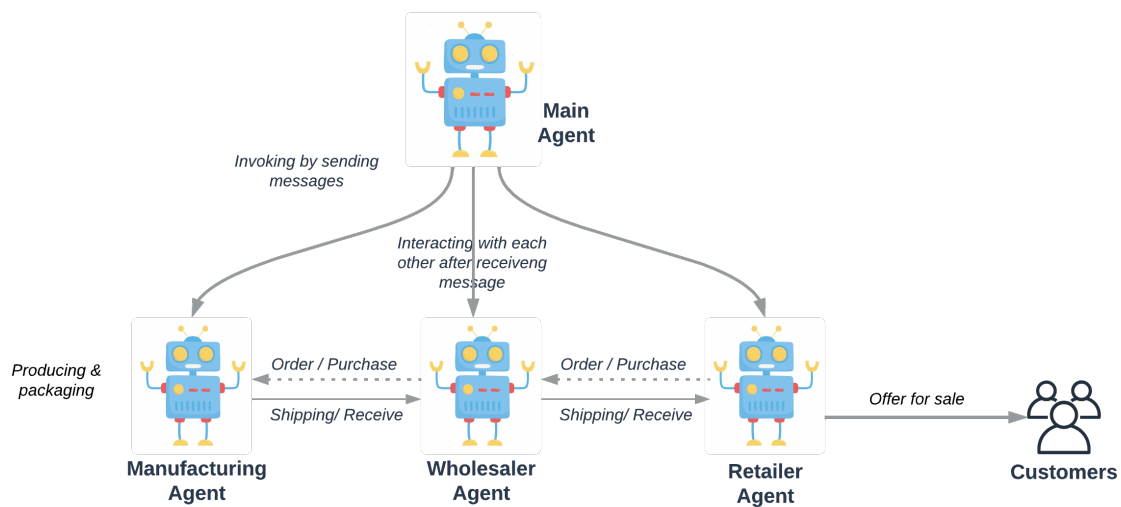 Main
Agent
Invoking by sending
messages
Interacting with each
other after receiveng
message
Producing &
packaging
Order / Purchase
Shipping/ Receive
Order / Purchase
Shipping/ Receive
Offer for sale
Manufacturing
Agent
Wholesaler
Agent
Retailer
Agent
Customers